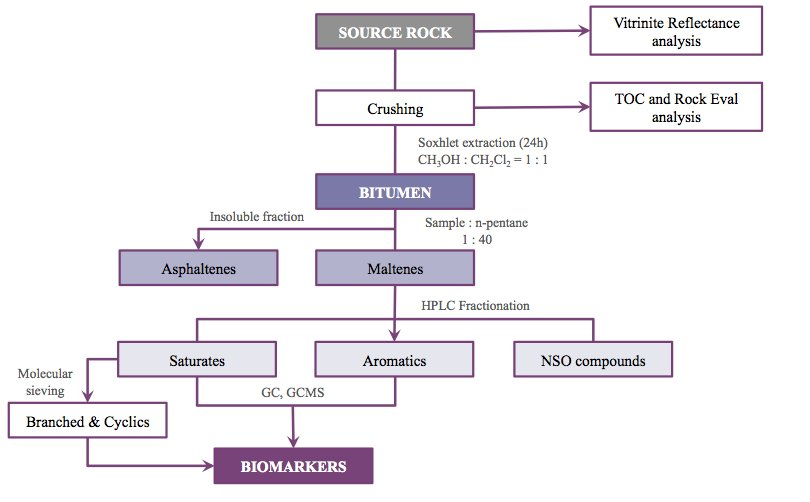 SOURCE ROCK
Vitrinite Reflectance
analysis
Crushing
TOC and Rock Eval
analysis
Soxhlet extraction (24h)
CH₃OH : CH₂Cl₂ = 1 : 1
BITUMEN
Insoluble fraction
Sample : n-pentane
1 : 40
Asphaltenes
Maltenes
HPLC Fractionation
Saturates
Aromatics
NSO compounds
Molecular
sieving
GC, GCMS
Branched & Cyclics
BIOMARKERS